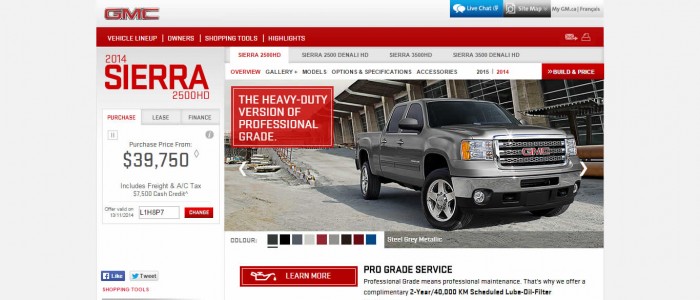 GMC
Live Chat
Site Map
My GM.ca | Français
VEHICLE LINEUP | OWNERS | SHOPPING TOOLS | HIGHLIGHTS
2014
SIERRA
2500HD
SIERRA 2500HD
SIERRA 2500 DENALI HD
SIERRA 3500HD
SIERRA 3500 DENALI HD
OVERVIEW GALLERY + MODELS OPTIONS & SPECIFICATIONS ACCESSORIES
2015 | 2014
» BUILD & PRICE
PURCHASE
LEASE
FINANCE
Purchase Price From:
$39,750 ◊
Includes Freight & A/C Tax
$7,500 Cash Credit^
Offer valid on
13/11/2014
L1H8P7
CHANGE
THE HEAVY-DUTY
VERSION OF
PROFESSIONAL
GRADE.
GMC
COLOUR:
Steel Grey Metallic
Like
Tweet
SHOPPING TOOLS
LEARN MORE
PRO GRADE SERVICE
Professional Grade means professional maintenance. That's why we offer a
complimentary 2-Year/40,000 KM Scheduled Lube-Oil-Filter